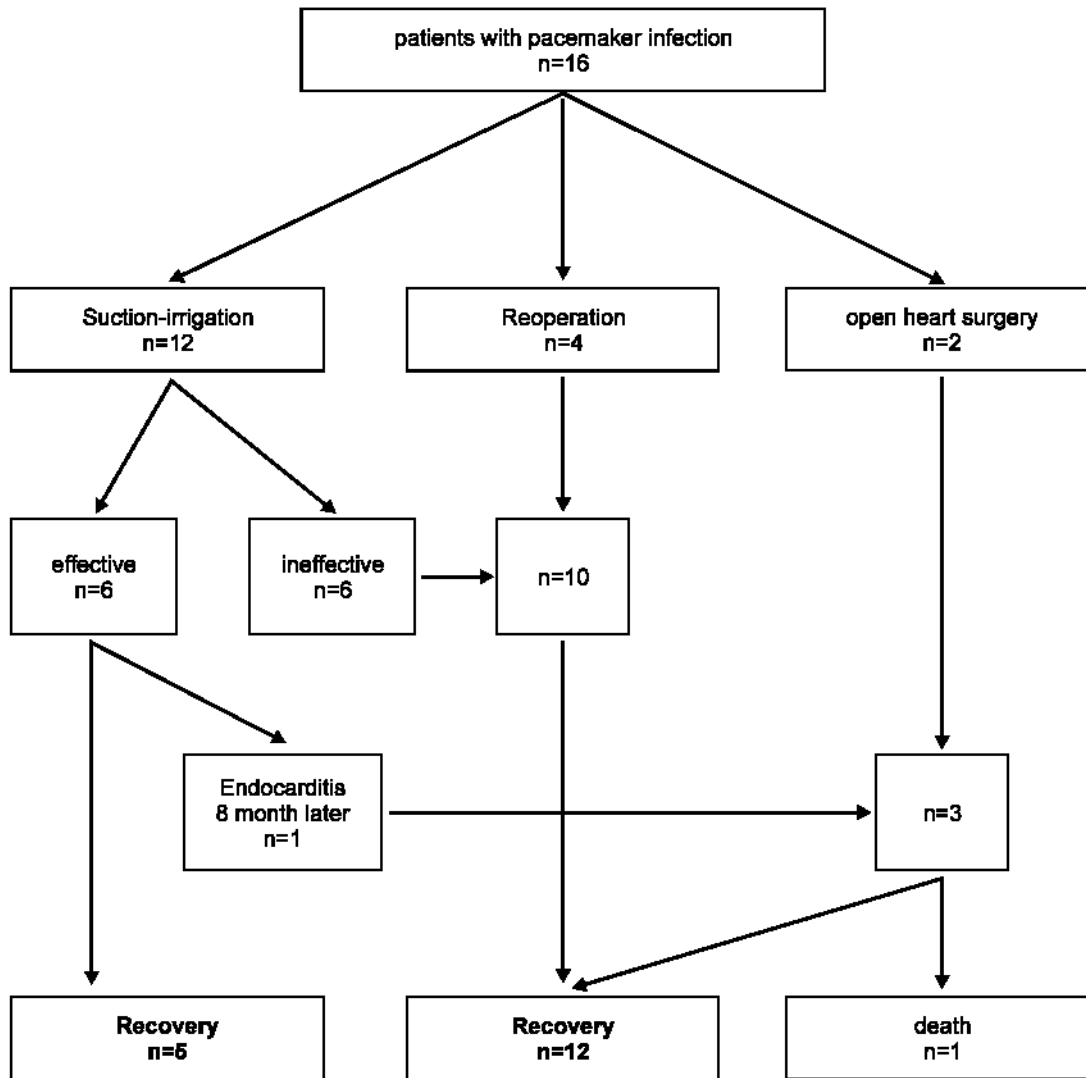 patients with pacemaker infection
n=16
Suction-irrigation
n=12
Reoperation
n=4
open heart surgery
n=2
effective
n=6
ineffective
n=6
n=10
Endocarditis
8 month later
n=1
n=3
Recovery
n=5
Recovery
n=12
death
n=1